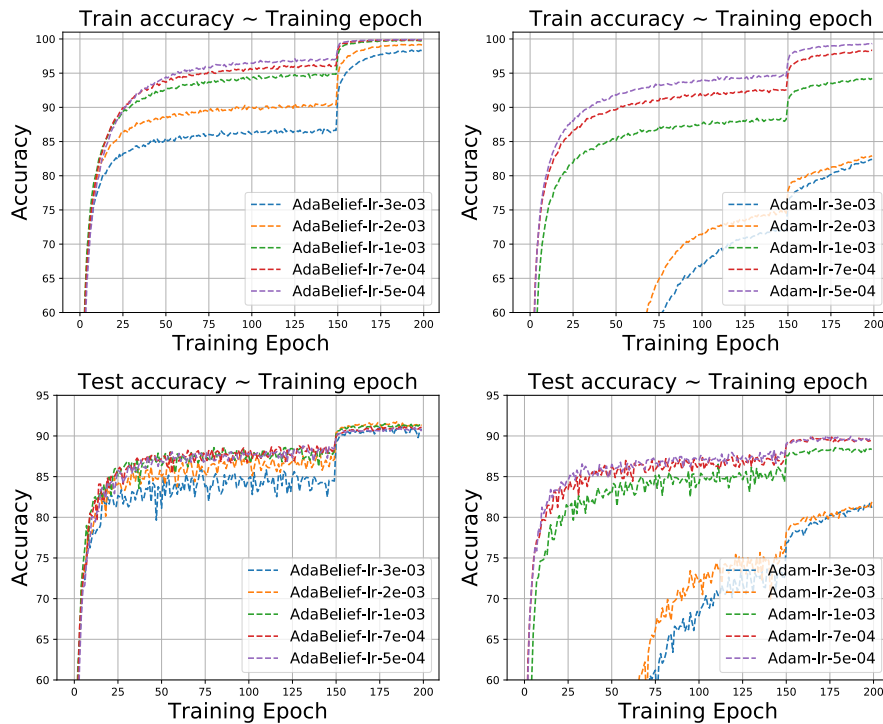 Train accuracy ~ Training epoch
100
95
90
85
80
75
70
65
60
Accuracy
AdaBelief-lr-3e-03
AdaBelief-lr-2e-03
AdaBelief-lr-1e-03
AdaBelief-lr-7e-04
AdaBelief-lr-5e-04
0 25 50 75 100 125 150 175 200
Training Epoch
Train accuracy ~ Training epoch
100
95
90
85
80
75
70
65
60
Accuracy
Adam-lr-3e-03
Adam-lr-2e-03
Adam-lr-1e-03
Adam-lr-7e-04
Adam-lr-5e-04
0 25 50 75 100 125 150 175 200
Training Epoch
Test accuracy ~ Training epoch
95
90
85
80
75
70
65
60
Accuracy
AdaBelief-lr-3e-03
AdaBelief-lr-2e-03
AdaBelief-lr-1e-03
AdaBelief-lr-7e-04
AdaBelief-lr-5e-04
0 25 50 75 100 125 150 175 200
Training Epoch
Test accuracy ~ Training epoch
95
90
85
80
75
70
65
60
Accuracy
Adam-lr-3e-03
Adam-lr-2e-03
Adam-lr-1e-03
Adam-lr-7e-04
Adam-lr-5e-04
0 25 50 75 100 125 150 175 200
Training Epoch